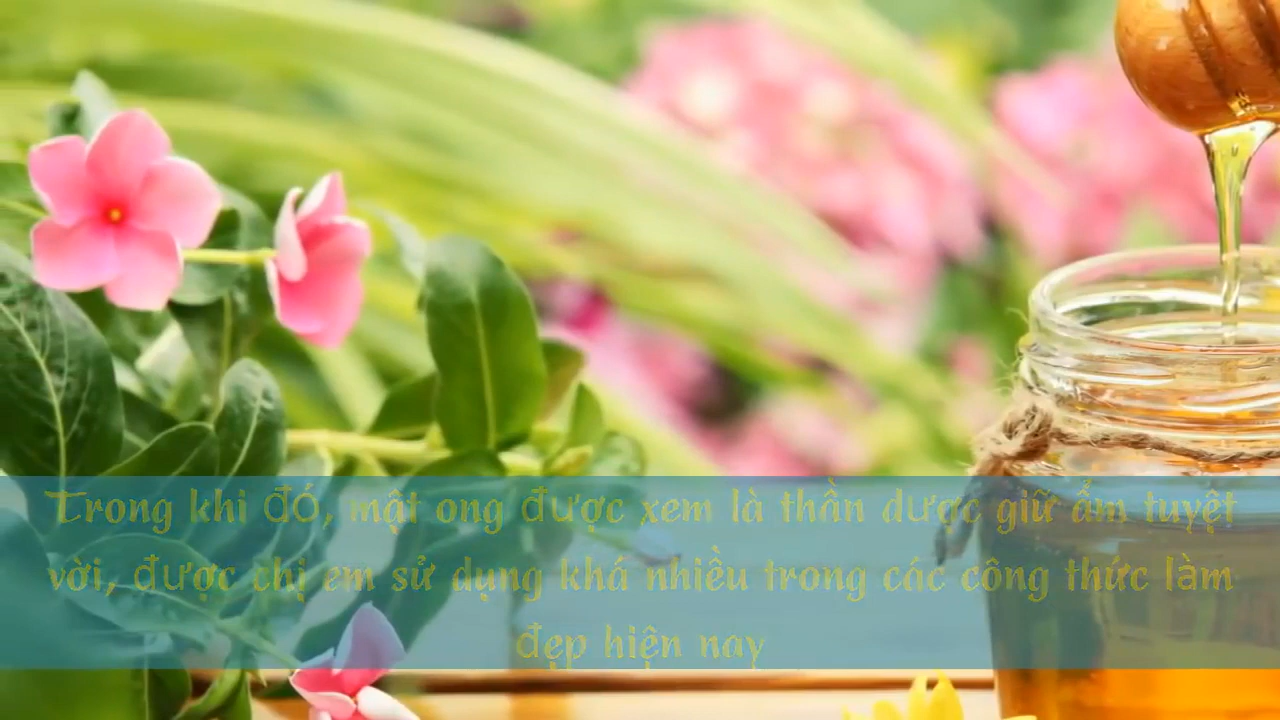 Trong khi đó, mật ong được xem là thần dược giữ ẩm tuyệt
vời, được chị em sử dụng khá nhiều trong các công thức làm
đẹp hiện nay